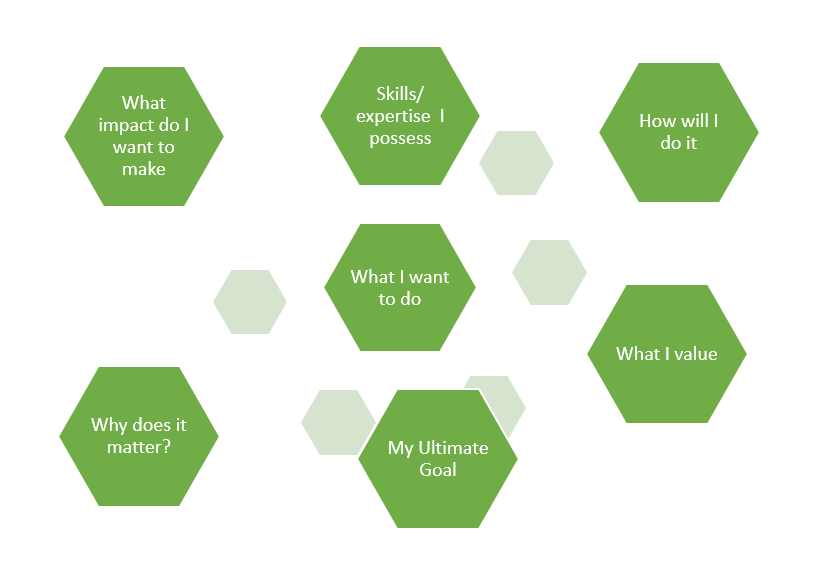 What
impact do I
want to
make
Skills/
expertise  I
possess
How will I
do it
What I want
to do
What I value
Why does it
matter?
My Ultimate
Goal